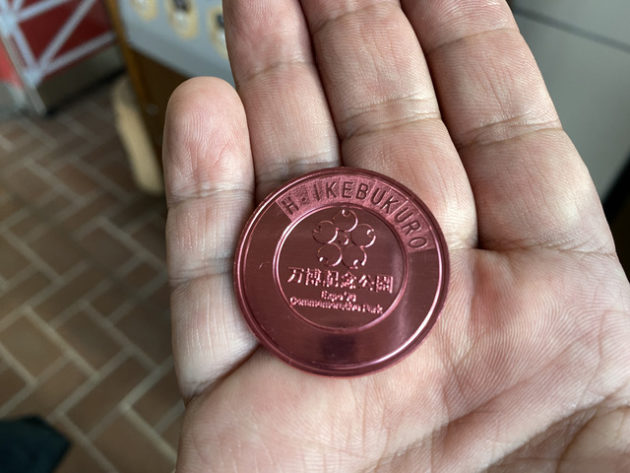 H.IKEBUKURO
万博記念公園
Expo'70
Commemorative Park